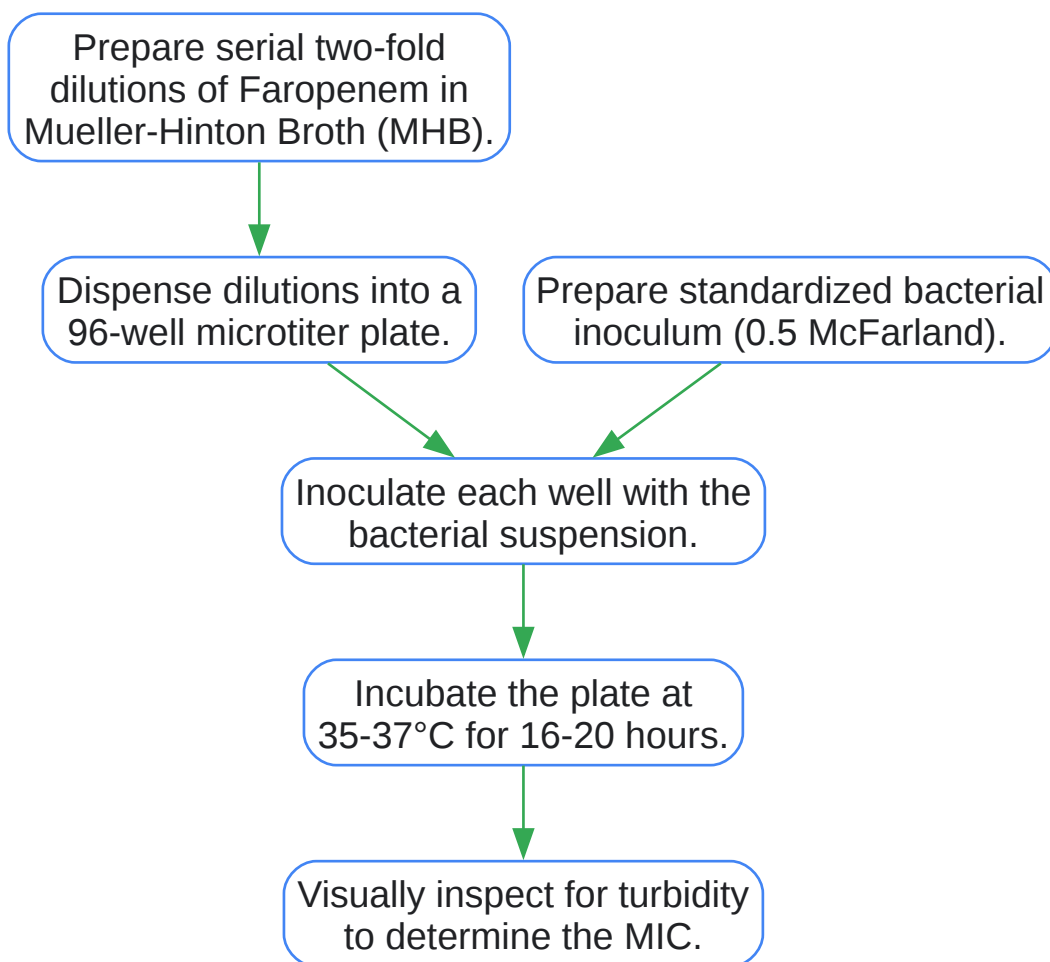 Prepare serial two-fold
dilutions of Faropenem in
Mueller-Hinton Broth (MHB).
Dispense dilutions into a
96-well microtiter plate.
Prepare standardized bacterial
inoculum (0.5 McFarland).
Inoculate each well with the
bacterial suspension.
Incubate the plate at
35-37°C for 16-20 hours.
Visually inspect for turbidity
to determine the MIC.